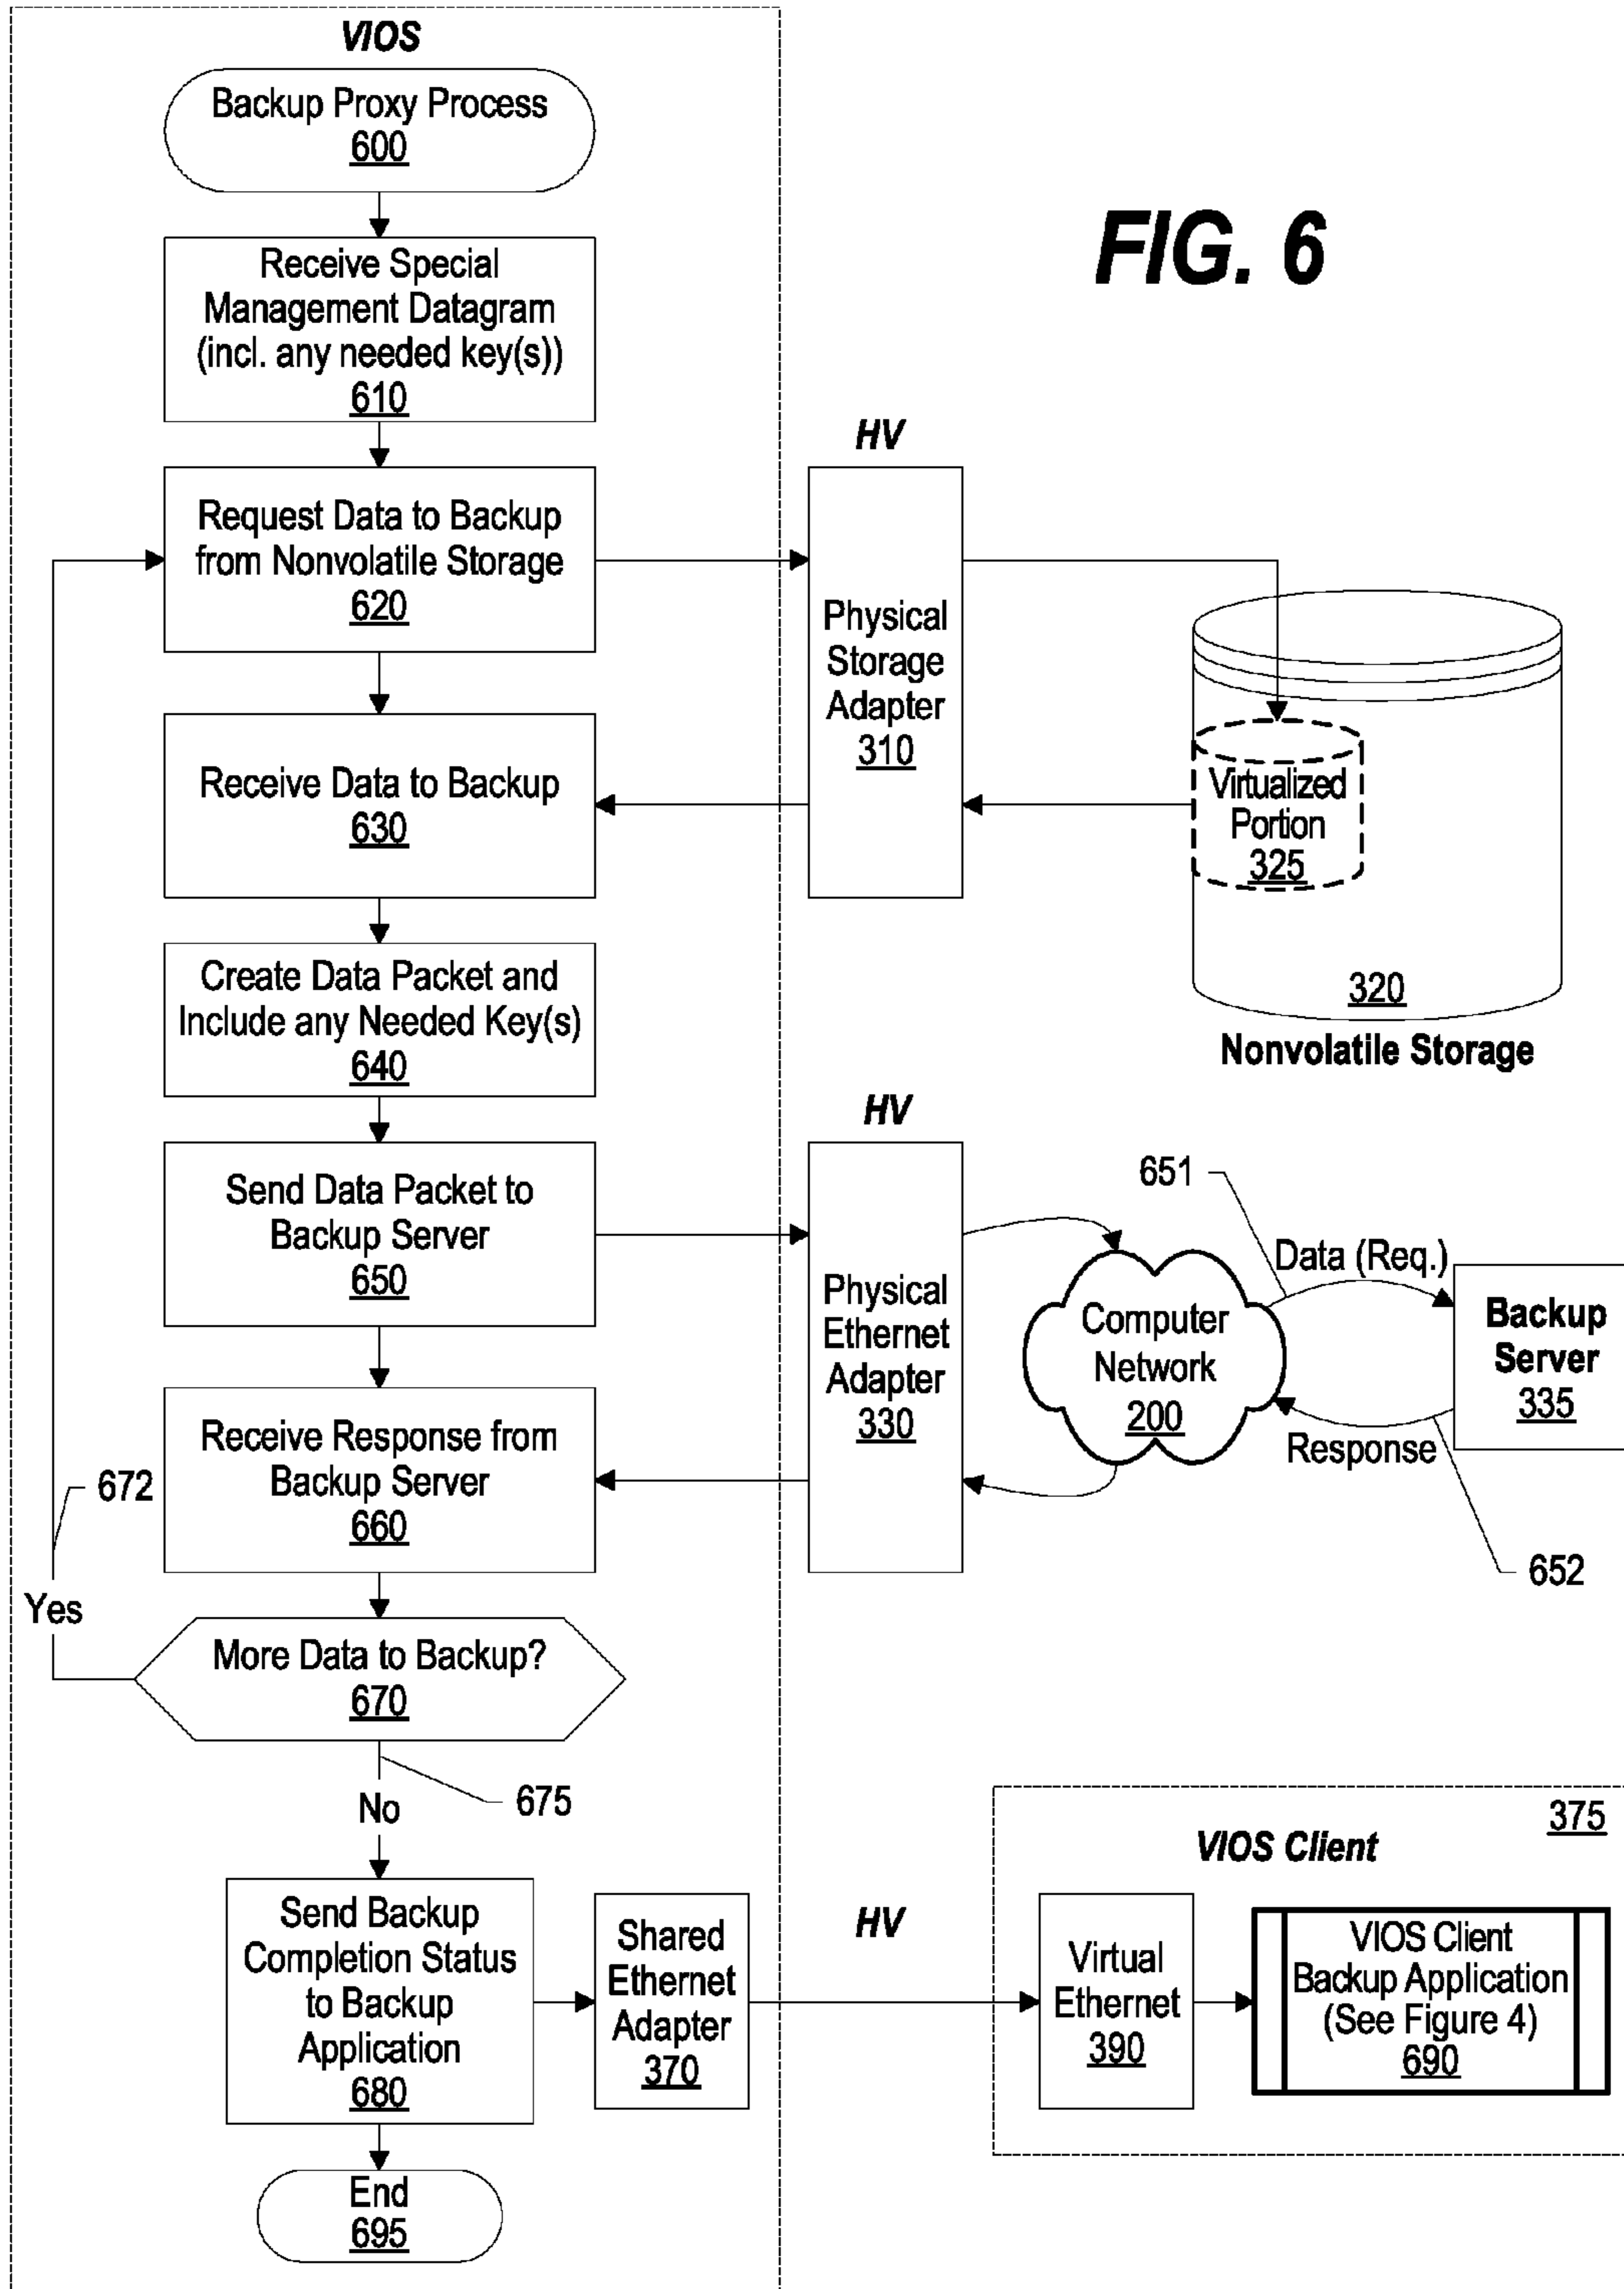 VIOS
Backup Proxy Process
600
FIG. 6
Receive Special
Management Datagram
(incl. any needed key(s))
610
HV
Request Data to Backup
from Nonvolatile Storage
620
Physical
Storage
Adapter
310
Receive Data to Backup
630
Virtualized
Portion
325
320
Nonvolatile Storage
Create Data Packet and
Include any Needed Key(s)
640
HV
Send Data Packet to
Backup Server
650
Physical
Ethernet
Adapter
330
651
Data (Req.)
Computer
Network
200
Backup
Server
335
Response
652
Receive Response from
Backup Server
660
672
Yes
More Data to Backup?
670
675
No
Send Backup
Completion Status
to Backup
Application
680
Shared
Ethernet
Adapter
370
HV
375
VIOS Client
Virtual
Ethernet
390
VIOS Client
Backup Application
(See Figure 4)
690
End
695